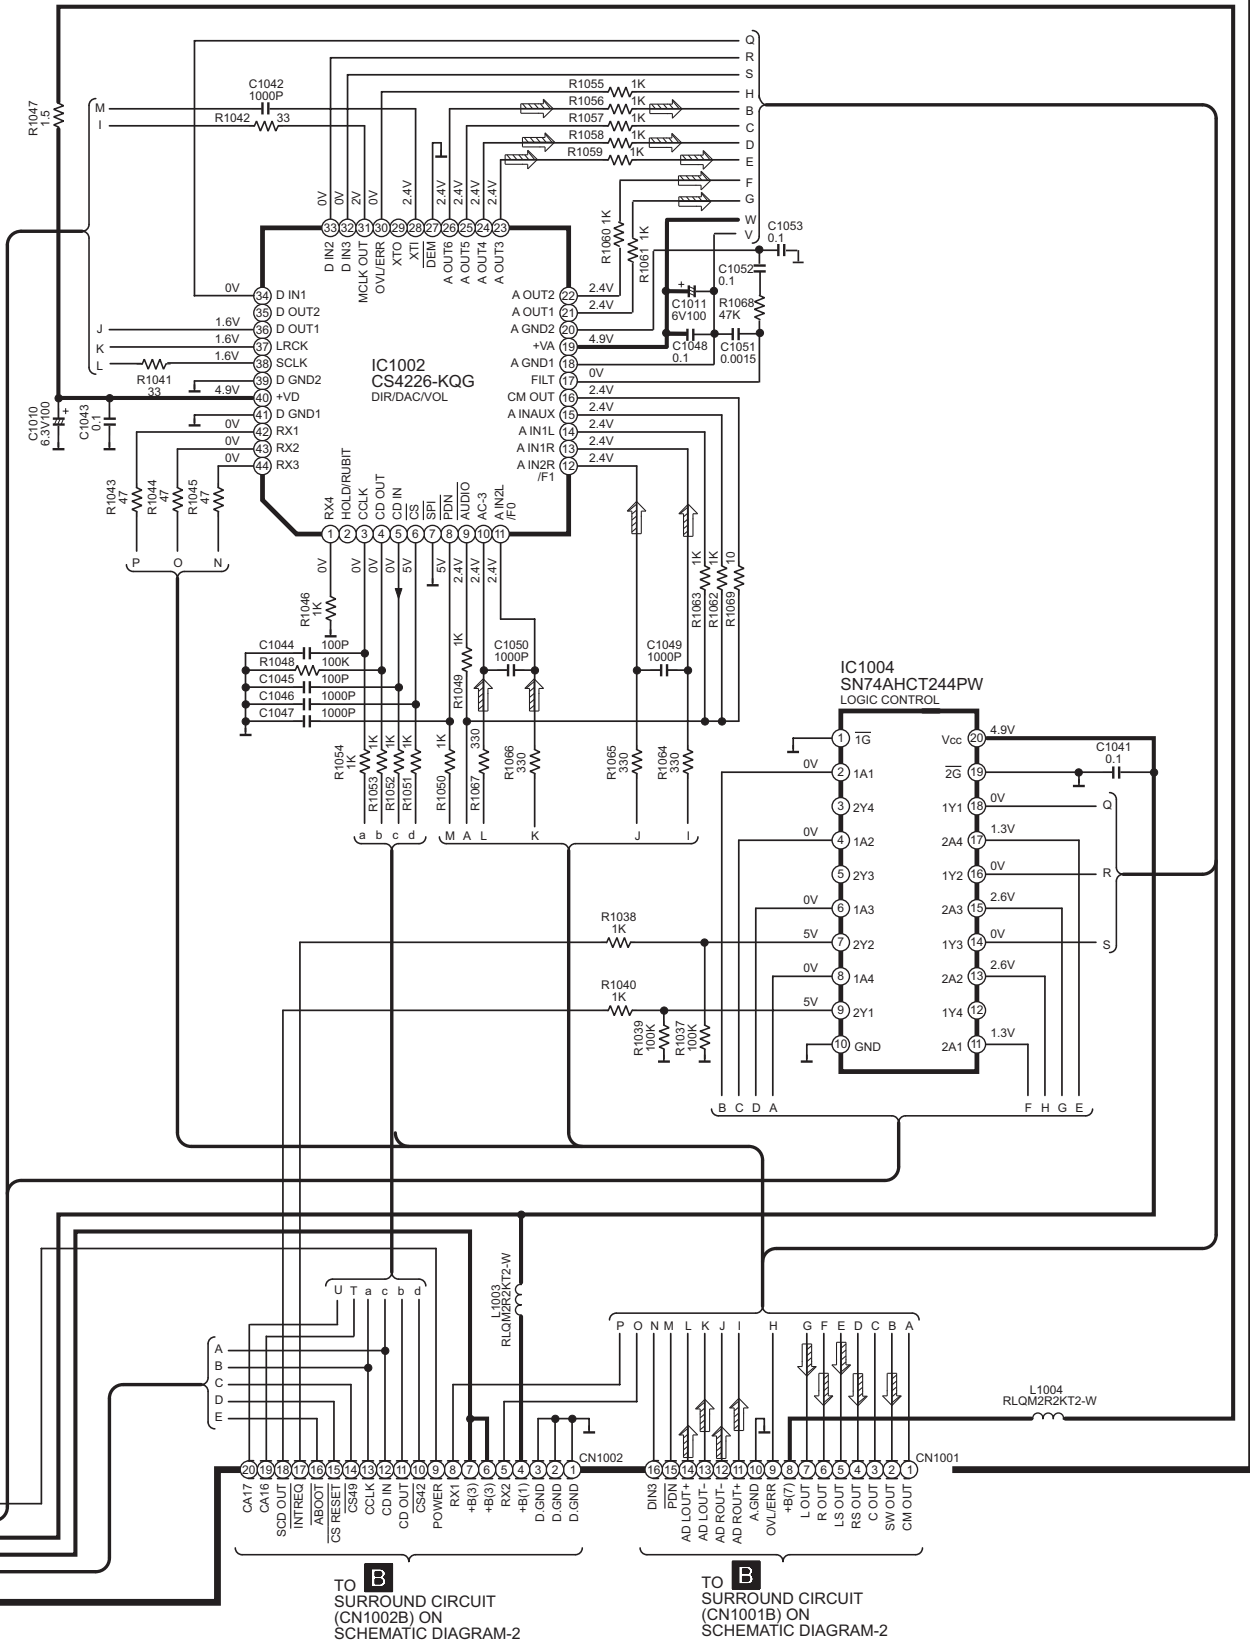 Q
R
S
H
B
C
D
E
F
G
W
V
R1055 1K
R1056 1K
R1057 1K
R1058 1K
R1059 1K
C1042
1000P
R1042 33
M
I
R1047
1.5
0V
0V
2V
0V
2.4V
2.4V
2.4V
2.4V
2.4V
33
32
31
30
29
28
27
26
25
24
23
D IN2
D IN3
MCLK OUT
OVL/ERR
XTO
XTI
DEM
A OUT6
A OUT5
A OUT4
A OUT3
R1060 1K
R1061 1K
C1053
0.1
C1052
0.1
R1068
47K
C1011
6V100
C1048
0.1
C1051
0.0015
0V 34 D IN1
35 D OUT2
J 1.6V 36 D OUT1
K 1.6V 37 LRCK
L 1.6V 38 SCLK
R1041
33
39 D GND2
4.9V 40 +VD
41 D GND1
0V 42 RX1
0V 43 RX2
0V 44 RX3
C1010
6.3V100
C1043
0.1
IC1002
CS4226-KQG
DIR/DAC/VOL
A OUT2 22 2.4V
A OUT1 21 2.4V
A GND2 20
+VA 19 4.9V
A GND1 18
FILT 17 0V
CM OUT 16 2.4V
A INAUX 15 2.4V
A IN1L 14 2.4V
A IN1R 13 2.4V
A IN2R 12 2.4V
/F1
R1043
47
R1044
47
R1045
47
P O N
RX4
HOLD/RUBIT
CCLK
CD OUT
CD IN
CS
SPI
PDN
AUDIO
AC-3
A IN2L
/F0
1
2
3
4
5
6
7
8
9
10
11
0V
0V
0V
0V
5V
5V
2.4V
2.4V
2.4V
R1046
1K
C1044 100P
R1048 100K
C1045 100P
C1046 1000P
C1047 1000P
R1049 1K
C1050
1000P
C1049
1000P
R1063 1K
R1062 1K
R1069 10
R1054
1K
R1053 1K
R1052 1K
R1051 1K
R1050 1K
R1067 330
R1066
330
R1065
330
R1064
330
a b c d
M A L K J I
IC1004
SN74AHCT244PW
LOGIC CONTROL
1 1G
0V 2 1A1
3 2Y4
0V 4 1A2
5 2Y3
0V 6 1A3
5V 7 2Y2
0V 8 1A4
5V 9 2Y1
10 GND
Vcc 20 4.9V
2G 19
1Y1 18 0V Q
2A4 17 1.3V
1Y2 16 0V R
2A3 15 2.6V
1Y3 14 0V S
2A2 13 2.6V
1Y4 12
2A1 11 1.3V
C1041
0.1
R1038
1K
R1040
1K
R1039
100K
R1037
100K
B C D A
F H G E
L1003
RLQM2R2KT2-W
U T a c b d
A
B
C
D
E
P O N M L K J I H G F E D C B A
L1004
RLQM2R2KT2-W
CN1002
20 19 18 17 16 15 14 13 12 11 10 9 8 7 6 5 4 3 2 1
CA17
CA16
SCD OUT
INTREQ
ABOOT
CS RESET
CS49
CCLK
CD IN
CD OUT
CS42
POWER
RX1
+B(3)
+B(3)
RX2
+B(1)
D.GND
D.GND
D.GND
CN1001
16 15 14 13 12 11 10 9 8 7 6 5 4 3 2 1
DIN3
PDN
AD LOUT+
AD LOUT-
AD ROUT-
AD ROUT+
A.GND
OVL/ERR
+B(7)
L OUT
R OUT
LS OUT
RS OUT
C OUT
SW OUT
CM OUT
TO B
SURROUND CIRCUIT
(CN1002B) ON
SCHEMATIC DIAGRAM-2
TO B
SURROUND CIRCUIT
(CN1001B) ON
SCHEMATIC DIAGRAM-2